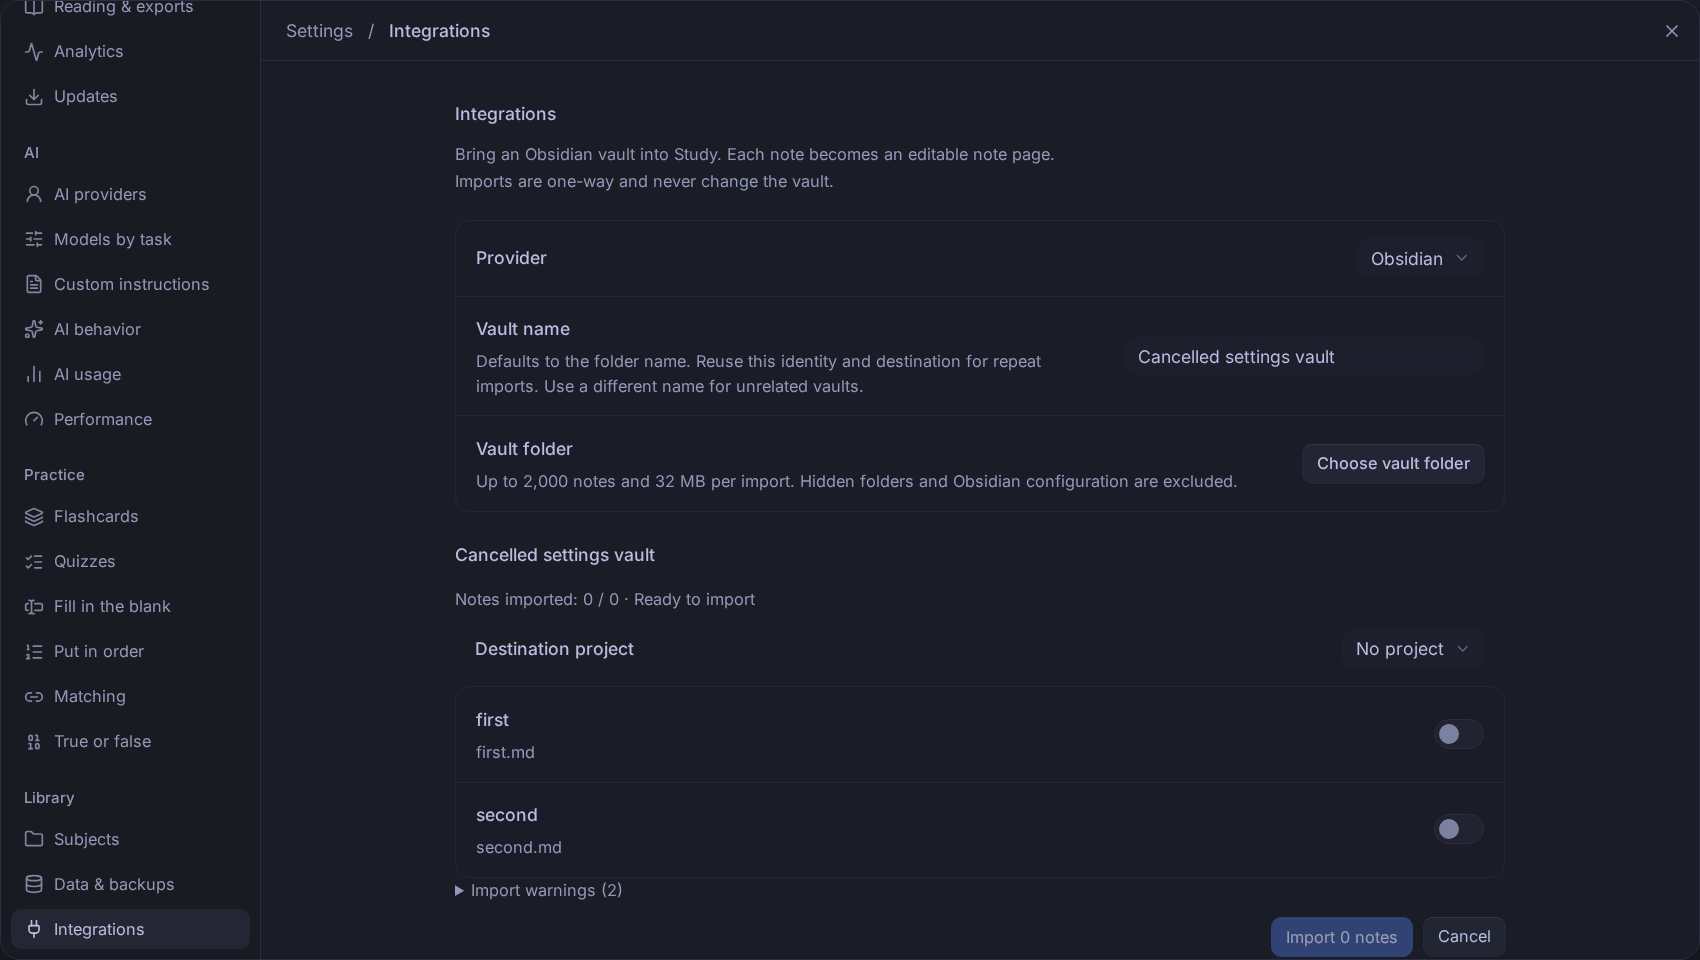 Reading & exports
Analytics
Updates
AI
AI providers
Models by task
Custom instructions
AI behavior
AI usage
Performance
Practice
Flashcards
Quizzes
Fill in the blank
Put in order
Matching
True or false
Library
Subjects
Data & backups
Integrations
Settings / Integrations
Integrations
Bring an Obsidian vault into Study. Each note becomes an editable note page.
Imports are one-way and never change the vault.
Provider
Obsidian
Vault name
Defaults to the folder name. Reuse this identity and destination for repeat
imports. Use a different name for unrelated vaults.
Cancelled settings vault
Vault folder
Up to 2,000 notes and 32 MB per import. Hidden folders and Obsidian configuration are excluded.
Choose vault folder
Cancelled settings vault
Notes imported: 0 / 0 · Ready to import
Destination project
No project
first
first.md
second
second.md
Import warnings (2)
Import 0 notes
Cancel